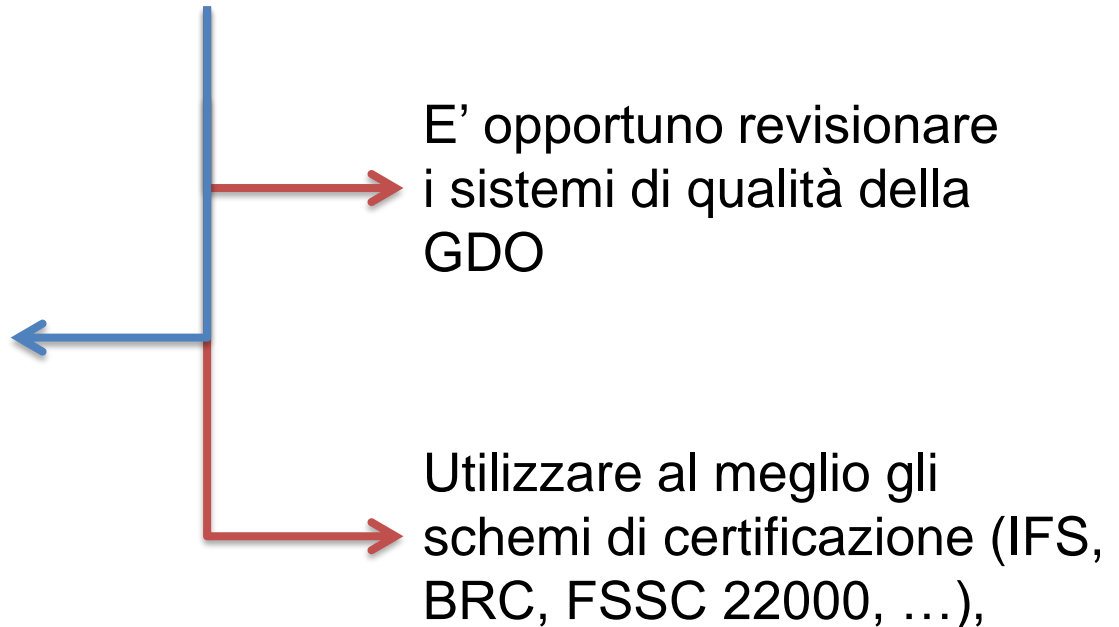 E’ opportuno revisionare
i sistemi di qualità della
GDO
Utilizzare al meglio gli
schemi di certificazione (IFS,
BRC, FSSC 22000, …),